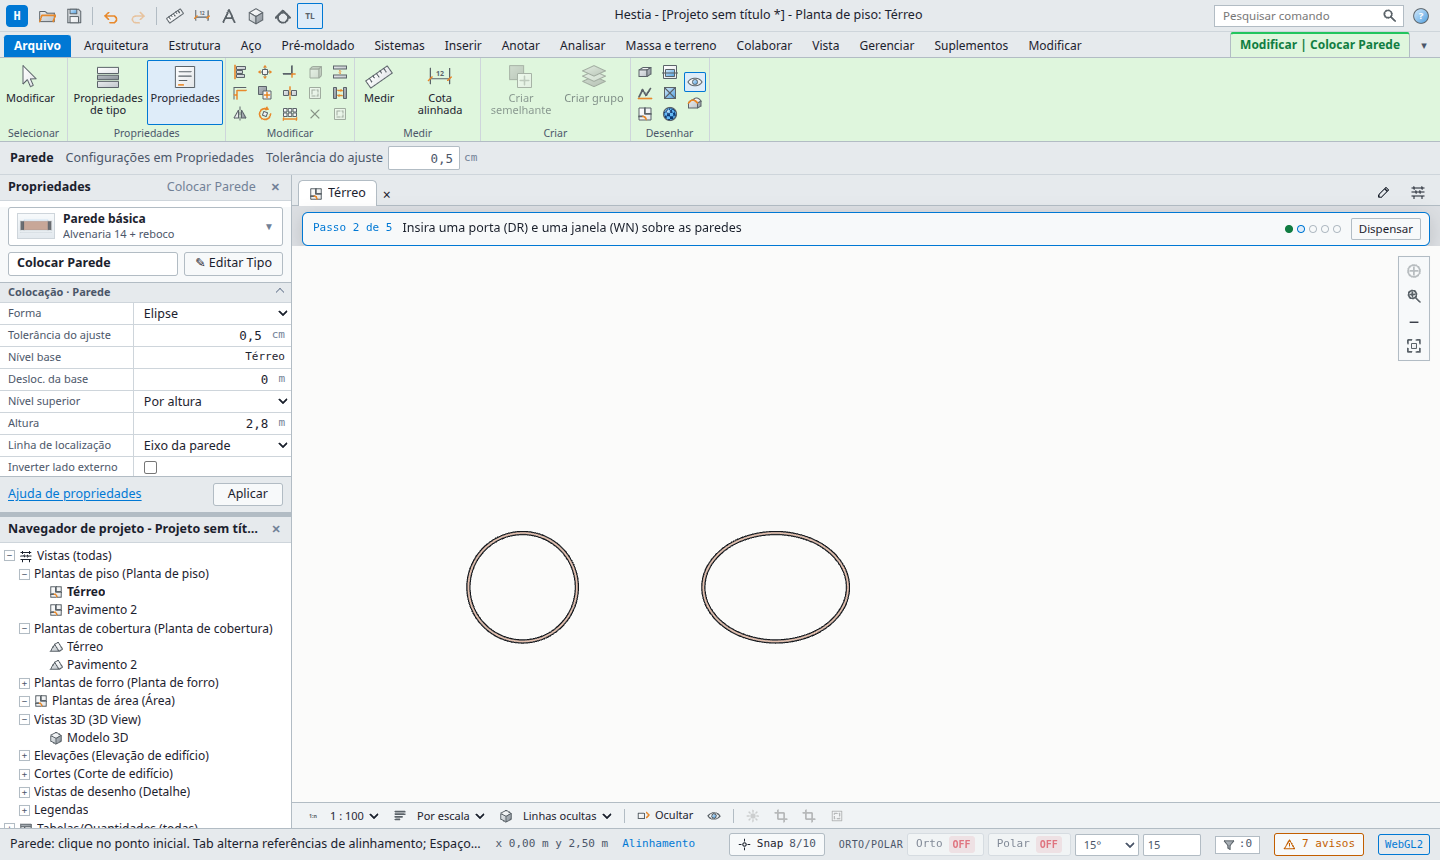 H
12
TL
Hestia - [Projeto sem título *] - Planta de piso: Térreo
Pesquisar comando
?
Arquivo
Arquitetura
Estrutura
Aço
Pré-moldado
Sistemas
Inserir
Anotar
Analisar
Massa e terreno
Colaborar
Vista
Gerenciar
Suplementos
Modificar
Modificar | Colocar Parede
Modificar
Propriedades de tipo
Propriedades
Medir
12
Cota alinhada
Criar semelhante
Criar grupo
Selecionar
Propriedades
Modificar
Medir
Criar
Desenhar
Parede
Configurações em Propriedades
Tolerância do ajuste
0,5
cm
Propriedades
Colocar Parede
Parede básica
Alvenaria 14 + reboco
Colocar Parede
Editar Tipo
Colocação · Parede
Forma
Elipse
Tolerância do ajuste
0,5 cm
Nível base
Térreo
Desloc. da base
0 m
Nível superior
Por altura
Altura
2,8 m
Linha de localização
Eixo da parede
Inverter lado externo
Ajuda de propriedades
Aplicar
Navegador de projeto - Projeto sem tít...
Vistas (todas)
Plantas de piso (Planta de piso)
Térreo
Pavimento 2
Plantas de cobertura (Planta de cobertura)
Térreo
Pavimento 2
Plantas de forro (Planta de forro)
Plantas de área (Área)
Vistas 3D (3D View)
Modelo 3D
Elevações (Elevação de edifício)
Cortes (Corte de edifício)
Vistas de desenho (Detalhe)
Legendas
Tabelas/Quantidades (todas)
Térreo
Passo 2 de 5
Insira uma porta (DR) e uma janela (WN) sobre as paredes
Dispensar
1 : 100
Por escala
Linhas ocultas
Ocultar
Parede: clique no ponto inicial. Tab alterna referências de alinhamento; Espaço...
x 0,00 m y 2,50 m
Alinhamento
Snap 8/10
ORTO/POLAR
Orto OFF
Polar OFF
15°
15
:0
7 avisos
WebGL2